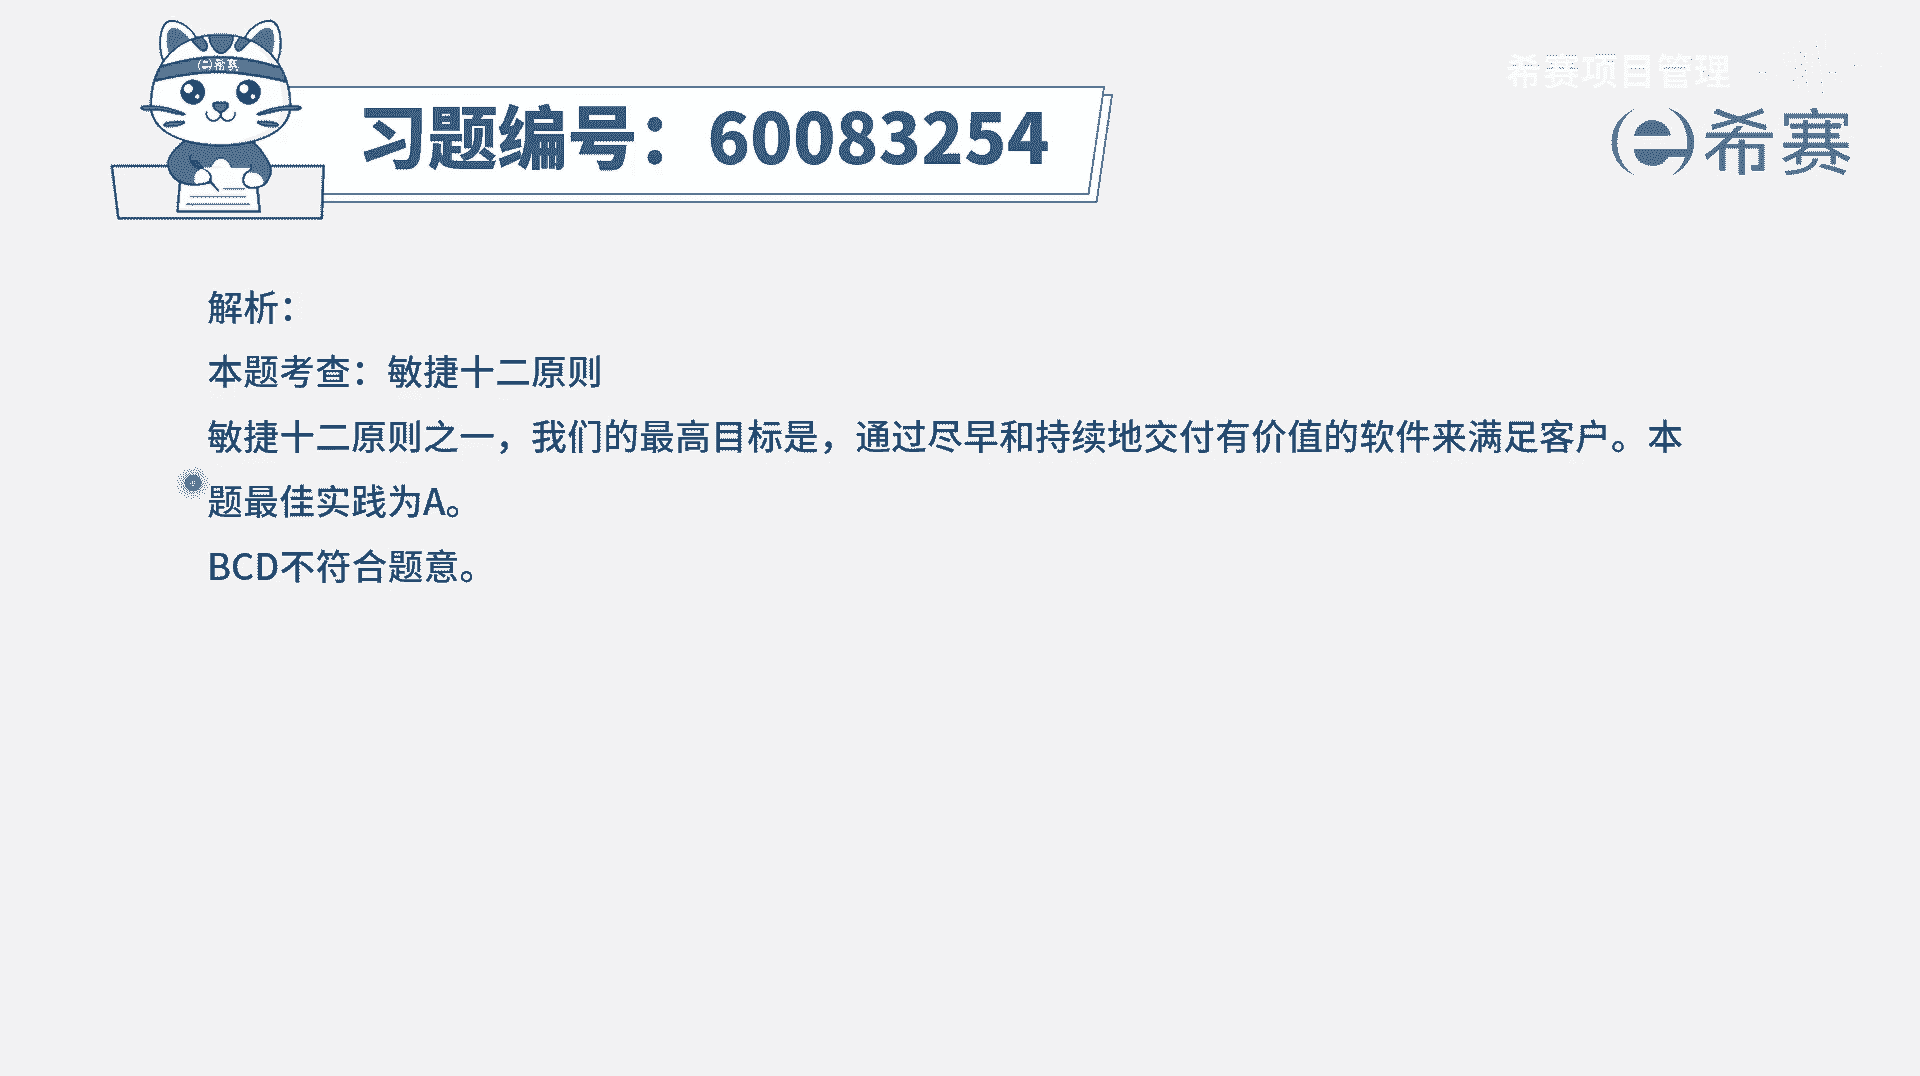 希赛
希赛项目管理
习题编号：60083254
希赛
解析：
本题考查：敏捷十二原则
敏捷十二原则之一，我们的最高目标是，通过尽早和持续地交付有价值的软件来满足客户。本
题最佳实践为A。
BCD不符合题意。